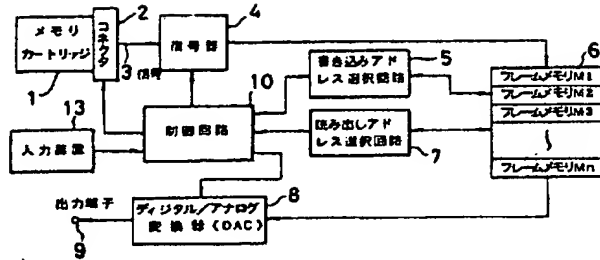 2
4
メモリ
カートリッジ
コネクタ
1
3 信号
信号器
書き込みアド
レス選択回路
5
6
フレームメモリM1
フレームメモリM2
フレームメモリM3
フレームメモリMn
10
制御回路
13
入力装置
読み出しアド
レス選択回路
7
出力端子
9
ディジタル/アナログ
変換器(DAC)
8